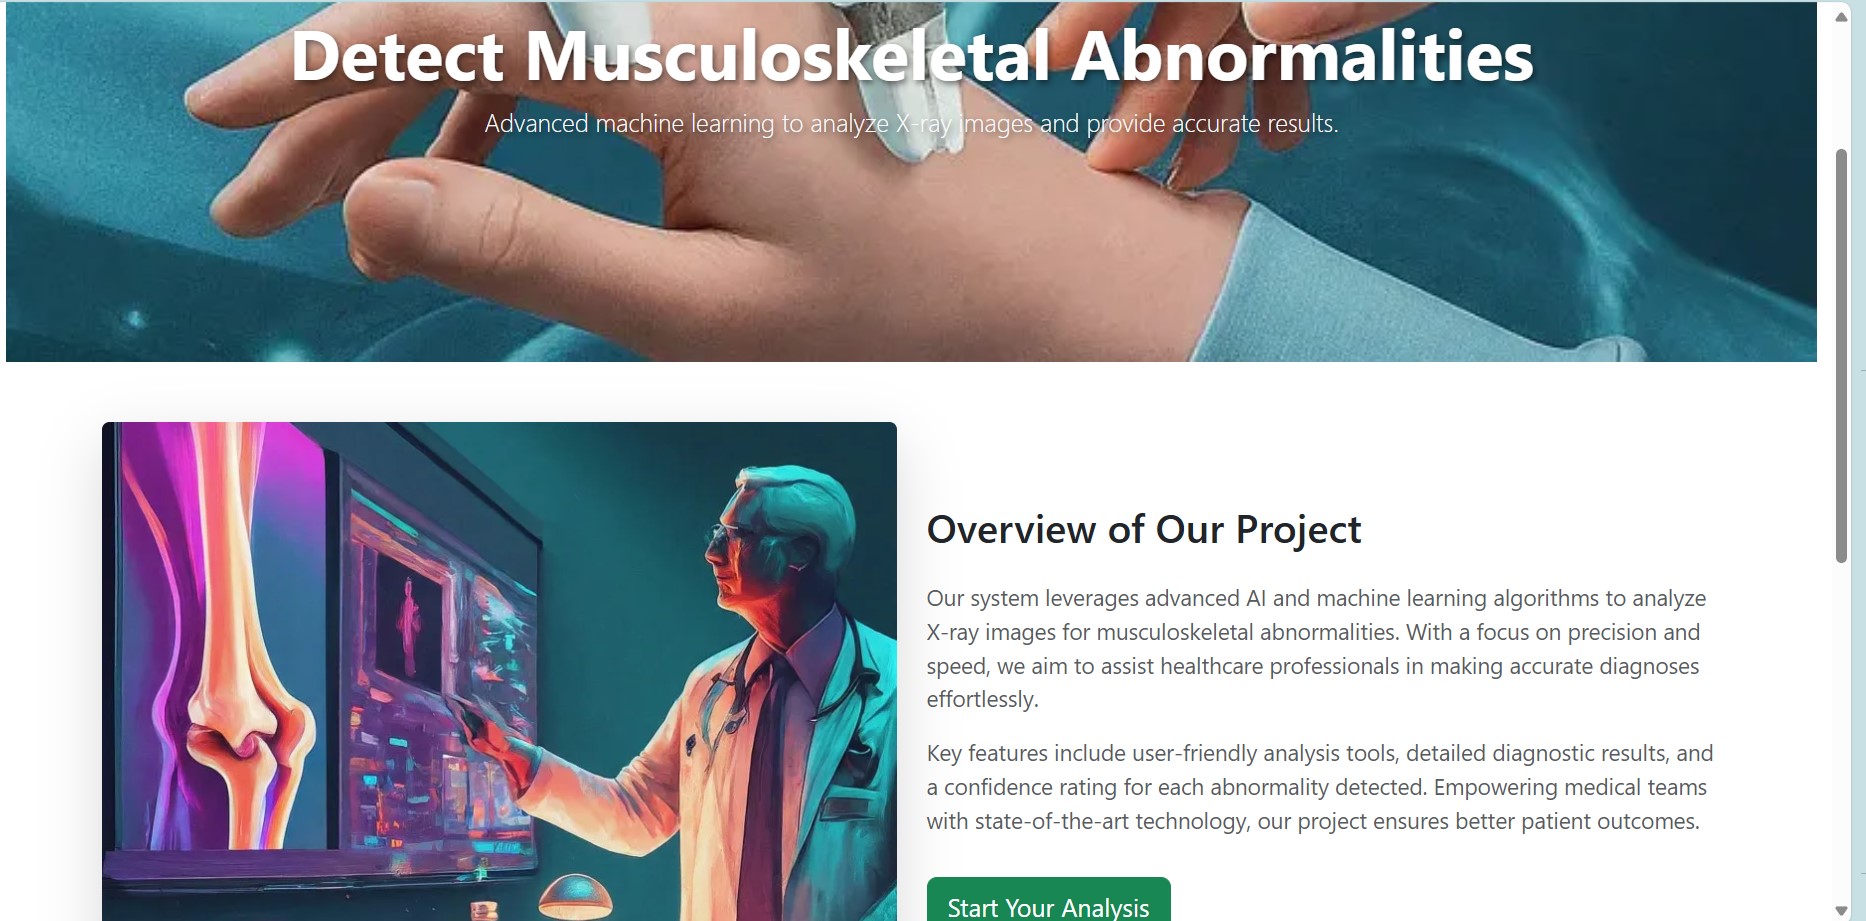 Detect Musculoskeletal Abnormalities
Advanced machine learning to analyze X-ray images and provide accurate results.
Overview of Our Project
Our system leverages advanced AI and machine learning algorithms to analyze
X-ray images for musculoskeletal abnormalities. With a focus on precision and
speed, we aim to assist healthcare professionals in making accurate diagnoses
effortlessly.
Key features include user-friendly analysis tools, detailed diagnostic results, and
a confidence rating for each abnormality detected. Empowering medical teams
with state-of-the-art technology, our project ensures better patient outcomes.
Start Your Analysis